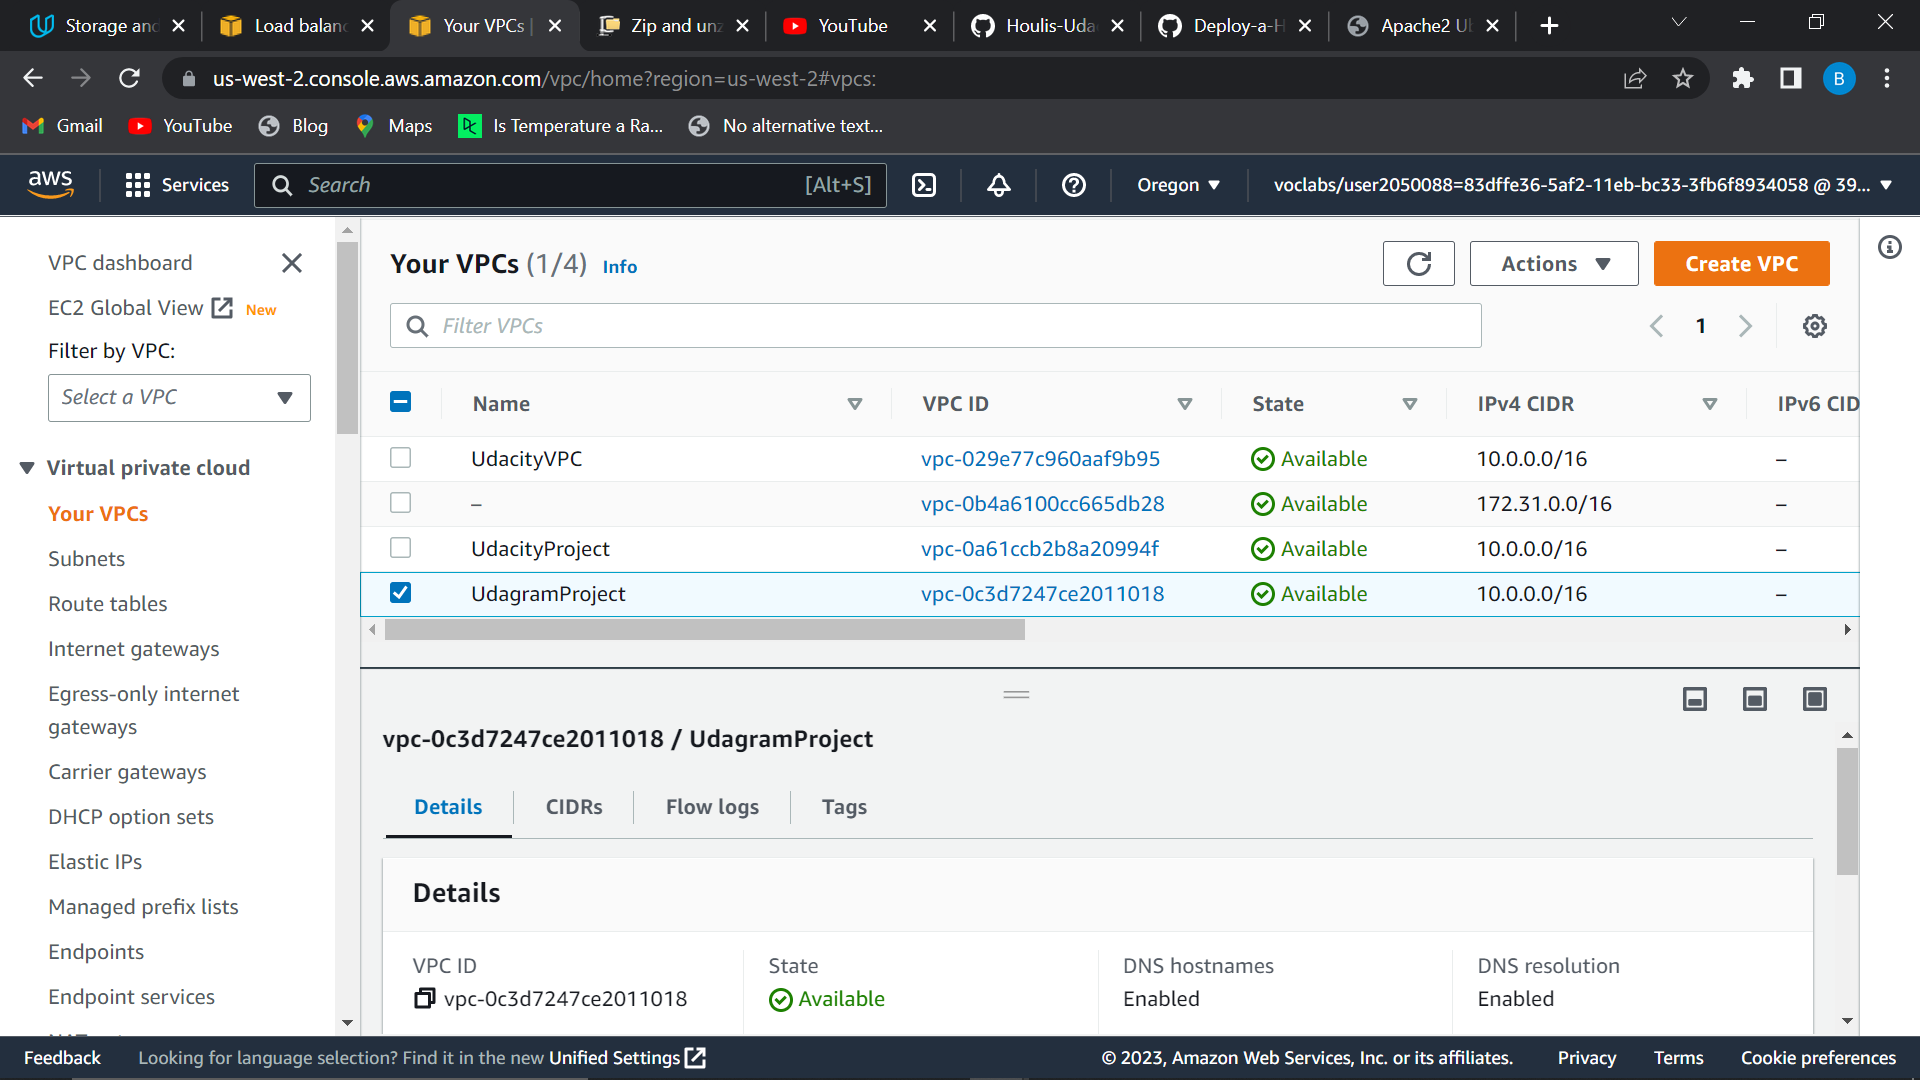 Storage and
Load balanc
Your VPCs |
Zip and unz
YouTube
Houlis-Uda
Deploy-a-H
Apache2 Ub
us-west-2.console.aws.amazon.com/vpc/home?region=us-west-2#vpcs:
B
Gmail
YouTube
Blog
Maps
Is Temperature a Ra...
No alternative text...
aws
Services
Search
[Alt+S]
Oregon
voclabs/user2050088=83dffe36-5af2-11eb-bc33-3fb6f8934058 @ 39...
VPC dashboard
EC2 Global View New
Filter by VPC:
Select a VPC
Virtual private cloud
Your VPCs
Subnets
Route tables
Internet gateways
Egress-only internet
gateways
Carrier gateways
DHCP option sets
Elastic IPs
Managed prefix lists
Endpoints
Endpoint services
Your VPCs (1/4) Info
Actions
Create VPC
Filter VPCs
1
Name VPC ID State IPv4 CIDR IPv6 CID
UdacityVPC vpc-029e77c960aaf9b95 Available 10.0.0.0/16 –
– vpc-0b4a6100cc665db28 Available 172.31.0.0/16 –
UdacityProject vpc-0a61ccb2b8a20994f Available 10.0.0.0/16 –
UdagramProject vpc-0c3d7247ce2011018 Available 10.0.0.0/16 –
vpc-0c3d7247ce2011018 / UdagramProject
Details CIDRs Flow logs Tags
Details
VPC ID State DNS hostnames DNS resolution
vpc-0c3d7247ce2011018 Available Enabled Enabled
Feedback Looking for language selection? Find it in the new Unified Settings © 2023, Amazon Web Services, Inc. or its affiliates. Privacy Terms Cookie preferences